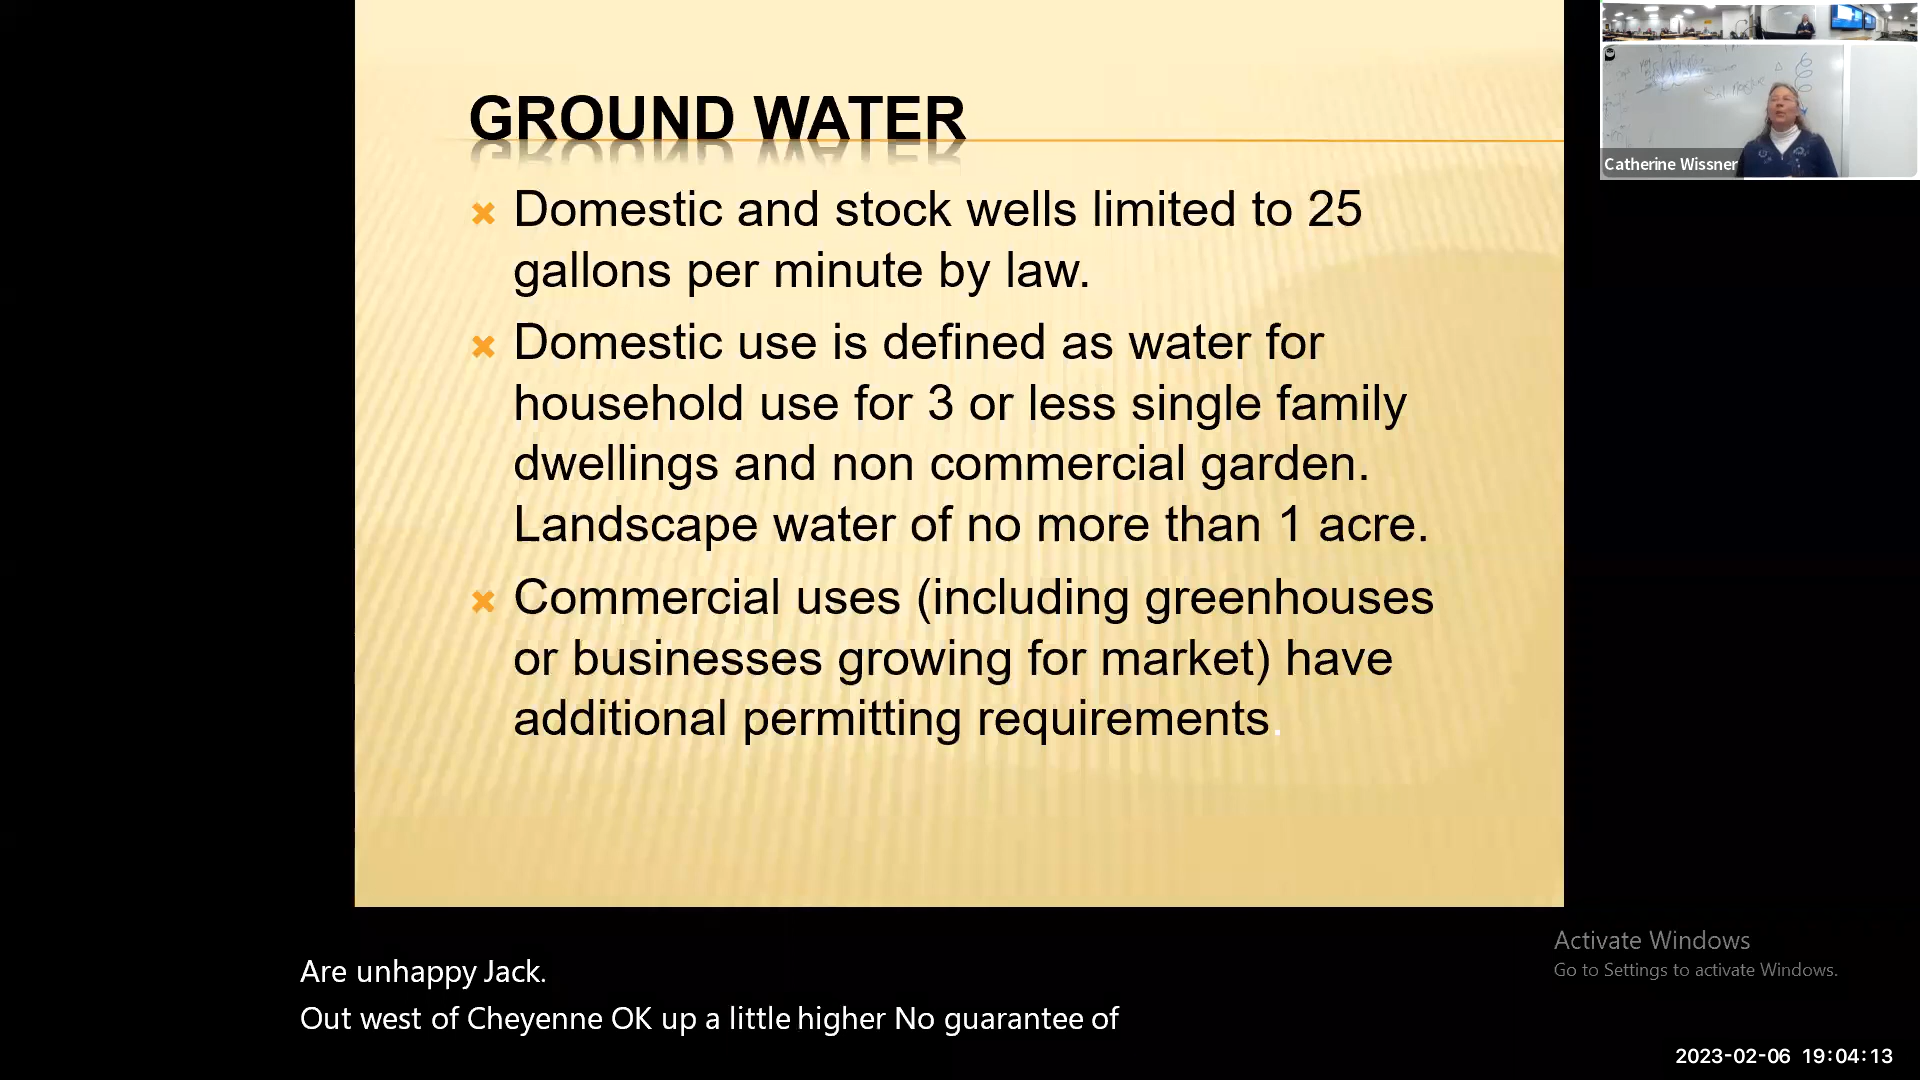 GROUND WATER
Domestic and stock wells limited to 25
gallons per minute by law.
Domestic use is defined as water for
household use for 3 or less single family
dwellings and non commercial garden.
Landscape water of no more than 1 acre.
Commercial uses (including greenhouses
or businesses growing for market) have
additional permitting requirements.
Catherine Wissner
Are unhappy Jack.
Out west of Cheyenne OK up a little higher No guarantee of
Activate Windows
Go to Settings to activate Windows.
2023-02-06 19:04:13